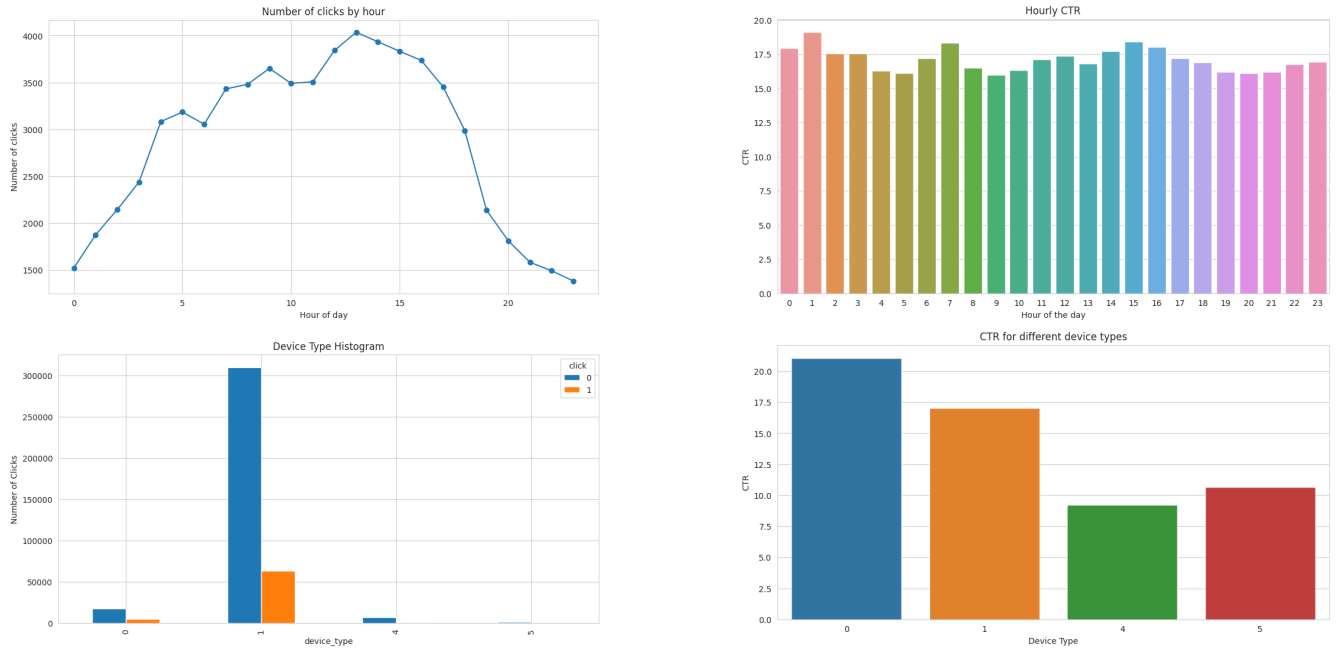 Number of clicks by hour
Number of clicks
4000
3500
3000
2500
2000
1500
0 5 10 15 20
Hour of day
Hourly CTR
CTR
20.0
17.5
15.0
12.5
10.0
7.5
5.0
2.5
0.0
0 1 2 3 4 5 6 7 8 9 10 11 12 13 14 15 16 17 18 19 20 21 22 23
Hour of the day
Device Type Histogram
click
0
1
Number of Clicks
300000
250000
200000
150000
100000
50000
0
0 1 4 5
device_type
CTR for different device types
CTR
20.0
17.5
15.0
12.5
10.0
7.5
5.0
2.5
0.0
0 1 4 5
Device Type